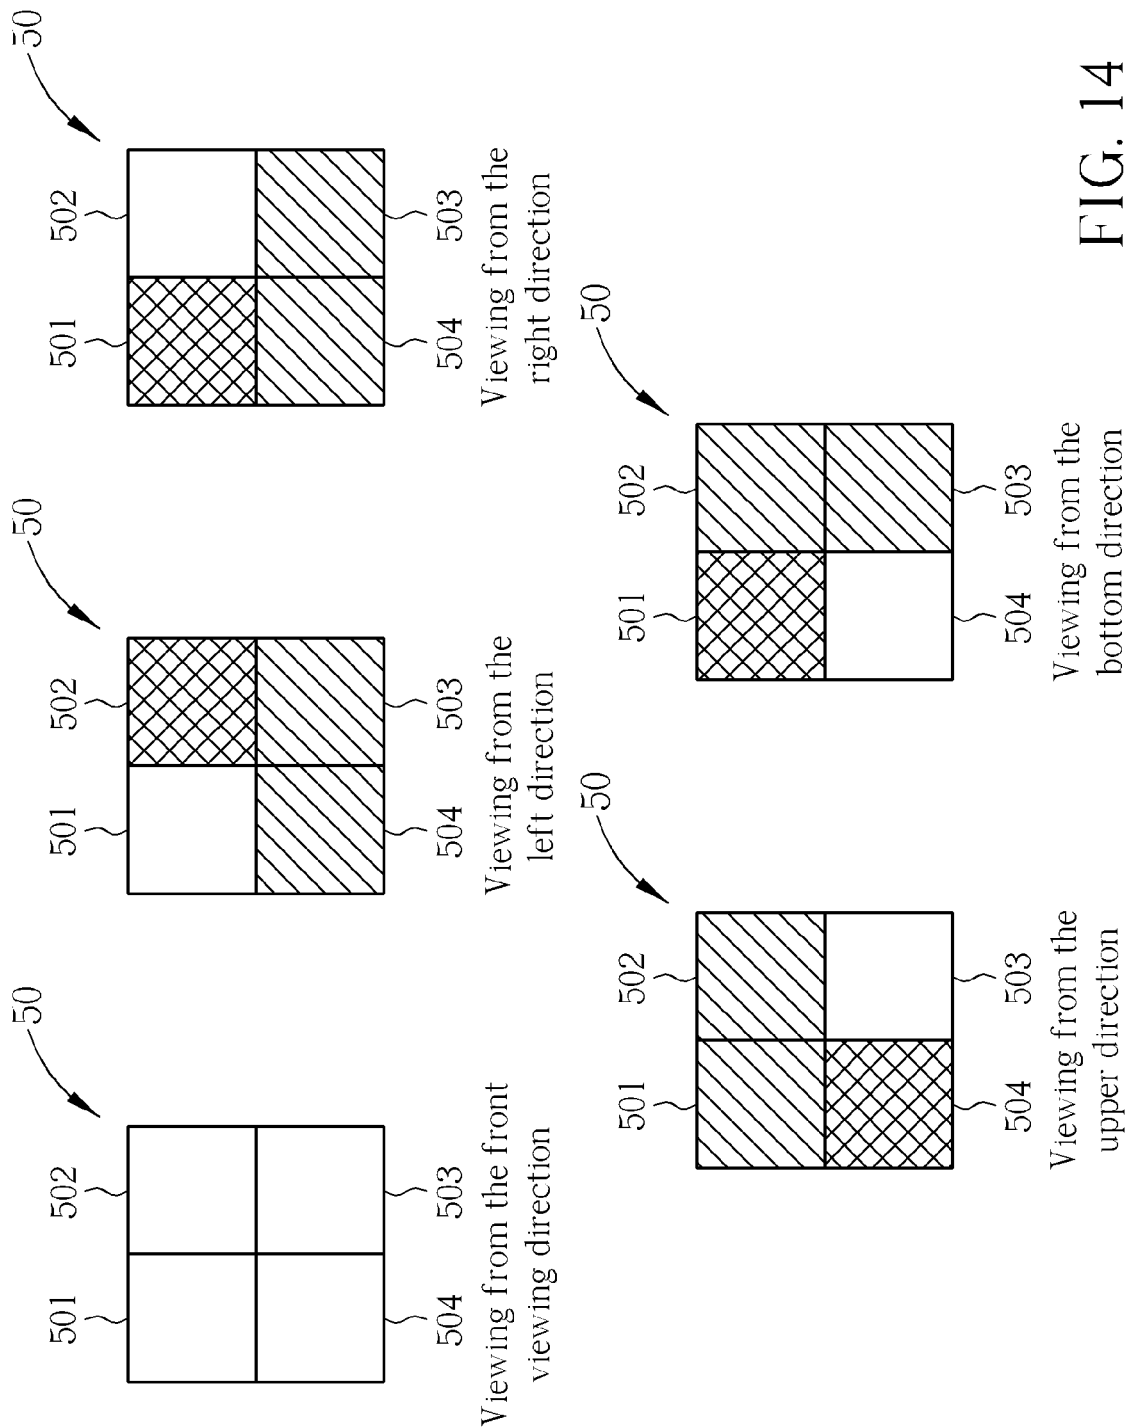 50
501 502
504 503
Viewing from the front
viewing direction
50
501 502
504 503
Viewing from the
left direction
50
501 502
504 503
Viewing from the
right direction
50
501 502
504 503
Viewing from the
upper direction
50
501 502
504 503
Viewing from the
bottom direction
FIG. 14